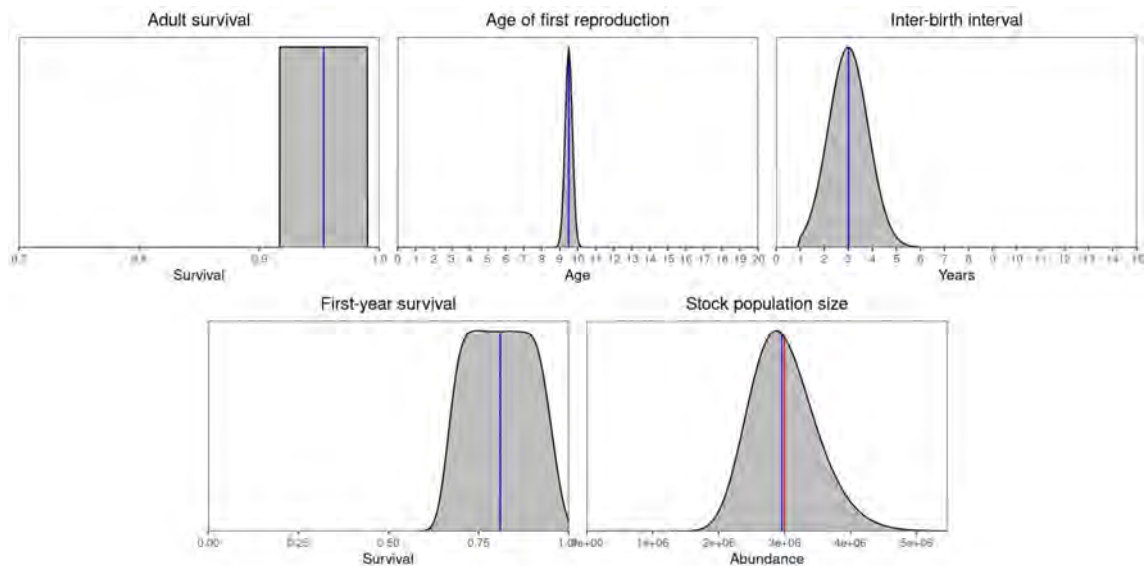 Adult survival
Age of first reproduction
Inter-birth interval
0.7 0.8 0.9 1.0
0 1 2 3 4 5 6 7 8 9 10 11 12 13 14 15 16 17 18 19 20
0 1 2 3 4 5 6 7 8 9 10 11 12 13 14 15
Survival
Age
Years
First-year survival
Stock population size
0.00 0.25 0.50 0.75
1e+06 2e+06 3e+06 4e+06 5e+06
Survival
Abundance